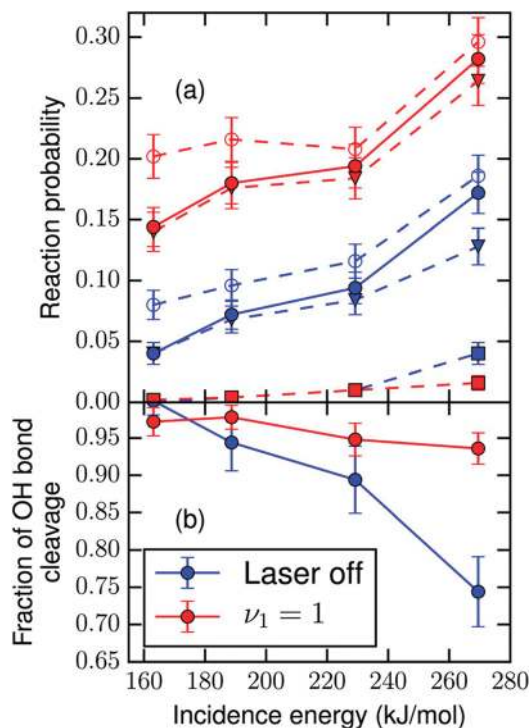 0.30
0.25
0.20
0.15
0.10
0.05
0.00
Reaction probability
(a)
0.95
0.90
0.85
0.80
0.75
0.70
0.65
Fraction of OH bond
cleavage
(b)
Laser off
ν₁ = 1
160 180 200 220 240 260 280
Incidence energy (kJ/mol)